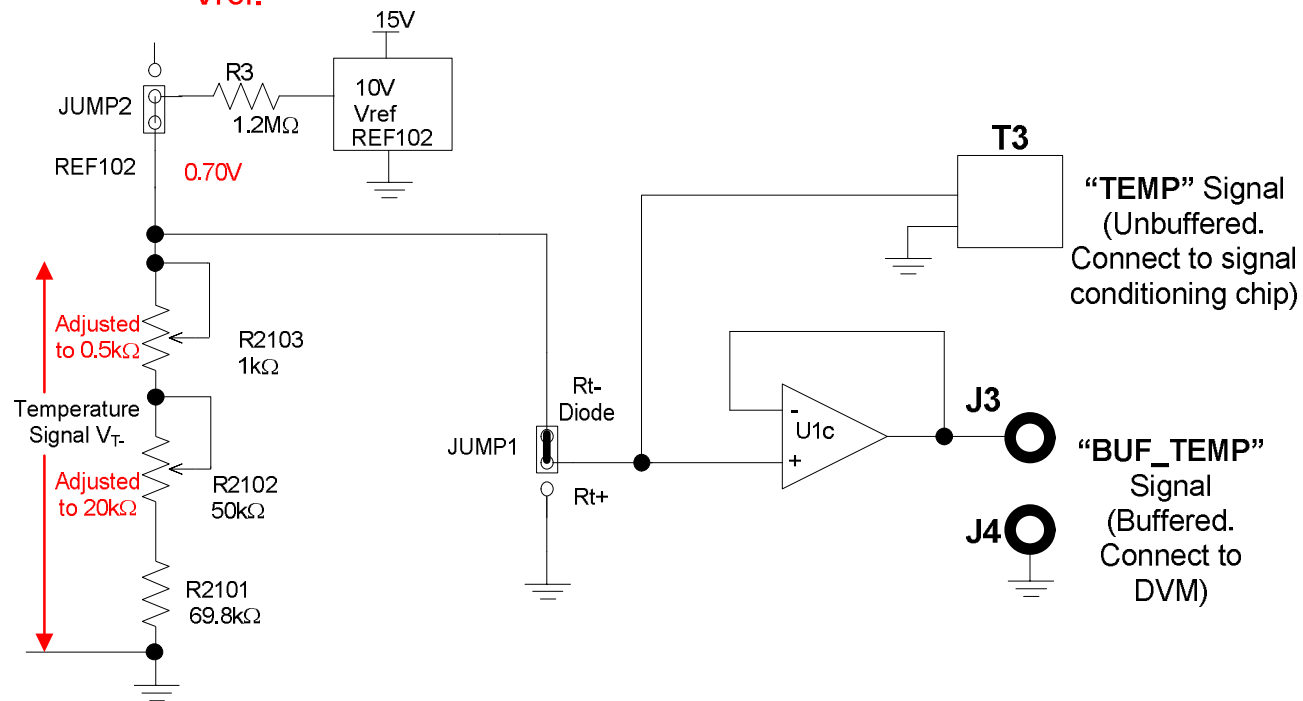 Vref.
15V
R3
10V
Vref
REF102
JUMP2
1.2MΩ
REF102
0.70V
T3
“TEMP” Signal
(Unbuffered.
Connect to signal
conditioning chip)
Adjusted
to 0.5kΩ
R2103
1kΩ
Temperature
Signal VT-
Rt-
Diode
JUMP1
Rt+
-
U1c
+
J3
“BUF_TEMP”
Signal
(Buffered.
Connect to
DVM)
J4
Adjusted
to 20kΩ
R2102
50kΩ
R2101
69.8kΩ